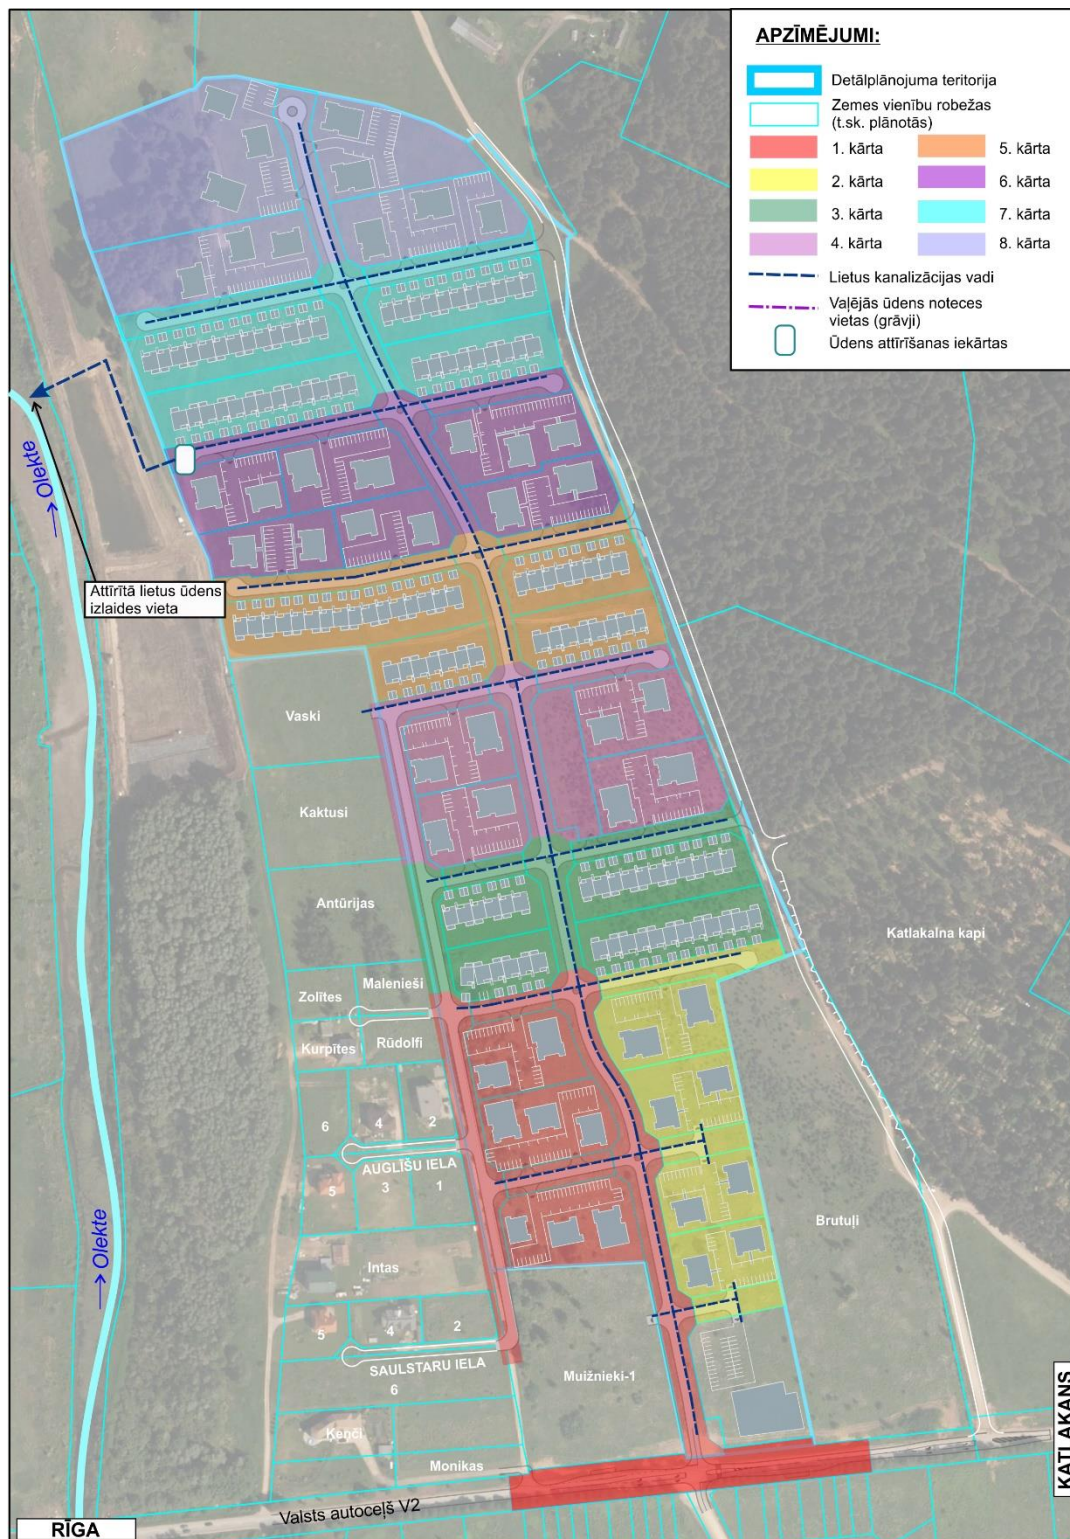 APZĪMĒJUMI:
Detālplānojuma teritorija
Zemes vienību robežas
(t.sk. plānotās)
1. kārta
5. kārta
2. kārta
6. kārta
3. kārta
7. kārta
4. kārta
8. kārta
Lietus kanalizācijas vadi
Vaļējās ūdens noteces
vietas (grāvji)
Ūdens attīrīšanas iekārtas
Olekte
Attīrītā lietus ūdens
izlaides vieta
Vaski
Kaktusi
Antūrijas
Katlakalna kapi
Malenieši
Zolītes
Kurpītes
Rūdolfi
6
4
2
AUGLĪŠU IELA
5
3
1
Brutuļi
Olekte
Intas
5
4
2
SAULSTARU IELA
6
Muižnieki-1
Ķenči
Monikas
KATLAKANS
Valsts autoceļš V2
RĪGA